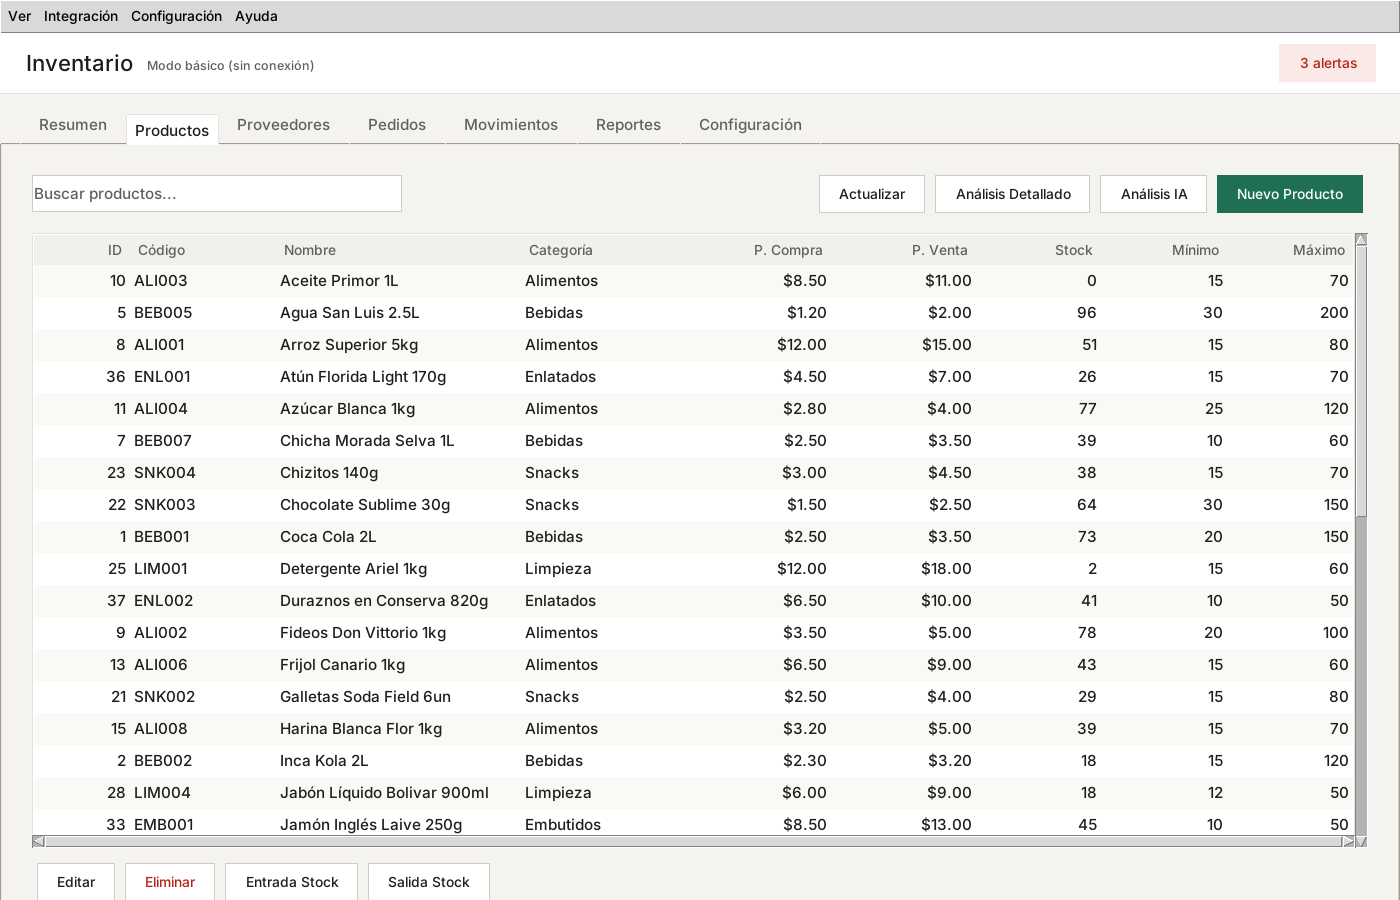 Ver Integración Configuración Ayuda
Inventario Modo básico (sin conexión) 3 alertas
Resumen Productos Proveedores Pedidos Movimientos Reportes Configuración
Buscar productos... Actualizar Análisis Detallado Análisis IA Nuevo Producto
ID Código Nombre Categoría P. Compra P. Venta Stock Mínimo Máximo
10 ALI003 Aceite Primor 1L Alimentos $8.50 $11.00 0 15 70
5 BEB005 Agua San Luis 2.5L Bebidas $1.20 $2.00 96 30 200
8 ALI001 Arroz Superior 5kg Alimentos $12.00 $15.00 51 15 80
36 ENL001 Atún Florida Light 170g Enlatados $4.50 $7.00 26 15 70
11 ALI004 Azúcar Blanca 1kg Alimentos $2.80 $4.00 77 25 120
7 BEB007 Chicha Morada Selva 1L Bebidas $2.50 $3.50 39 10 60
23 SNK004 Chizitos 140g Snacks $3.00 $4.50 38 15 70
22 SNK003 Chocolate Sublime 30g Snacks $1.50 $2.50 64 30 150
1 BEB001 Coca Cola 2L Bebidas $2.50 $3.50 73 20 150
25 LIM001 Detergente Ariel 1kg Limpieza $12.00 $18.00 2 15 60
37 ENL002 Duraznos en Conserva 820g Enlatados $6.50 $10.00 41 10 50
9 ALI002 Fideos Don Vittorio 1kg Alimentos $3.50 $5.00 78 20 100
13 ALI006 Frijol Canario 1kg Alimentos $6.50 $9.00 43 15 60
21 SNK002 Galletas Soda Field 6un Snacks $2.50 $4.00 29 15 80
15 ALI008 Harina Blanca Flor 1kg Alimentos $3.20 $5.00 39 15 70
2 BEB002 Inca Kola 2L Bebidas $2.30 $3.20 18 15 120
28 LIM004 Jabón Líquido Bolivar 900ml Limpieza $6.00 $9.00 18 12 50
33 EMB001 Jamón Inglés Laive 250g Embutidos $8.50 $13.00 45 10 50
Editar Eliminar Entrada Stock Salida Stock